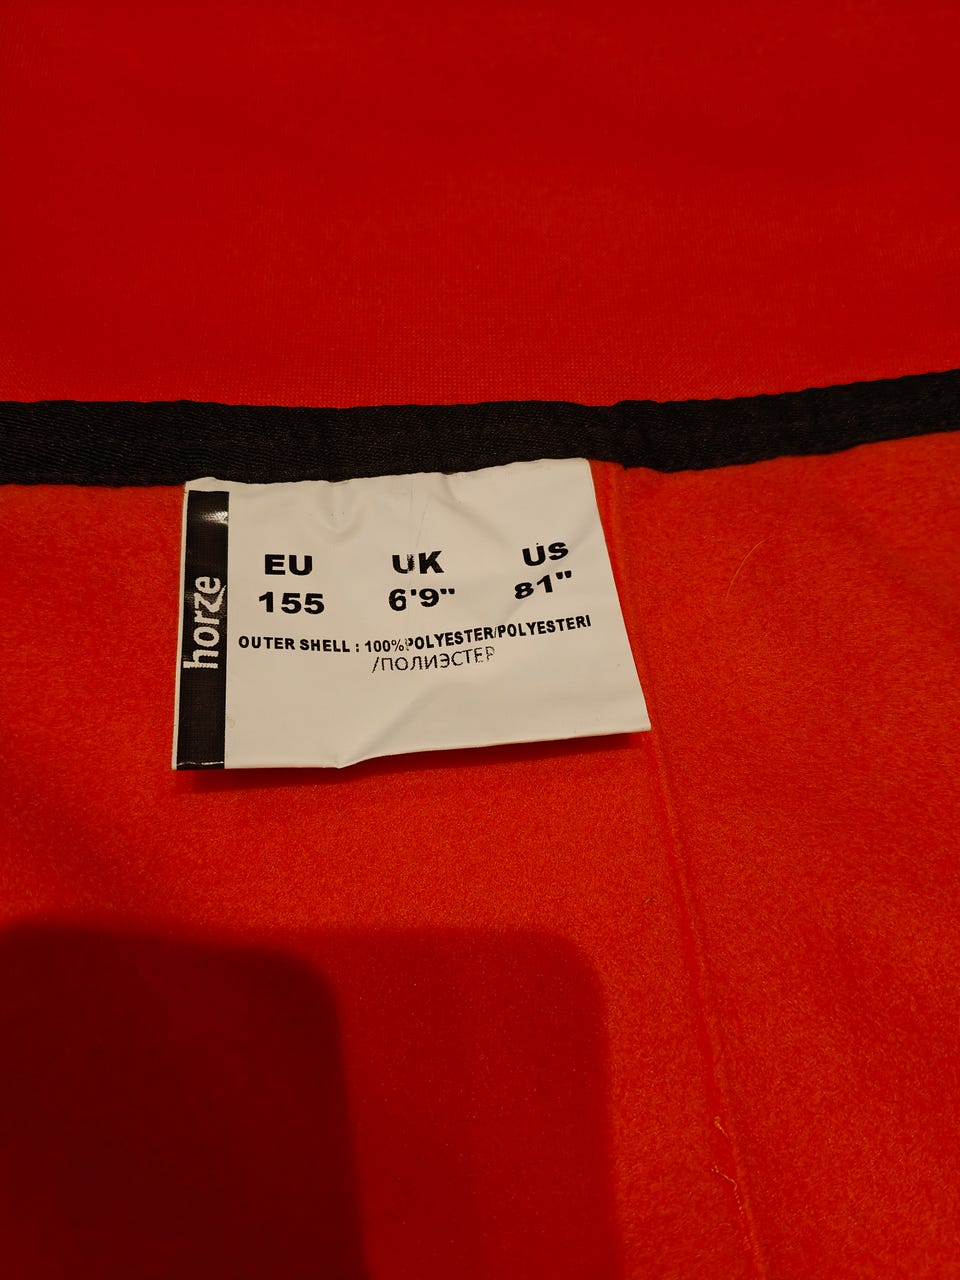 horze
EU UK US
155 6'9" 81"
OUTER SHELL : 100%POLYESTER/POLYESTERI
/ПОЛИЭСТЕР